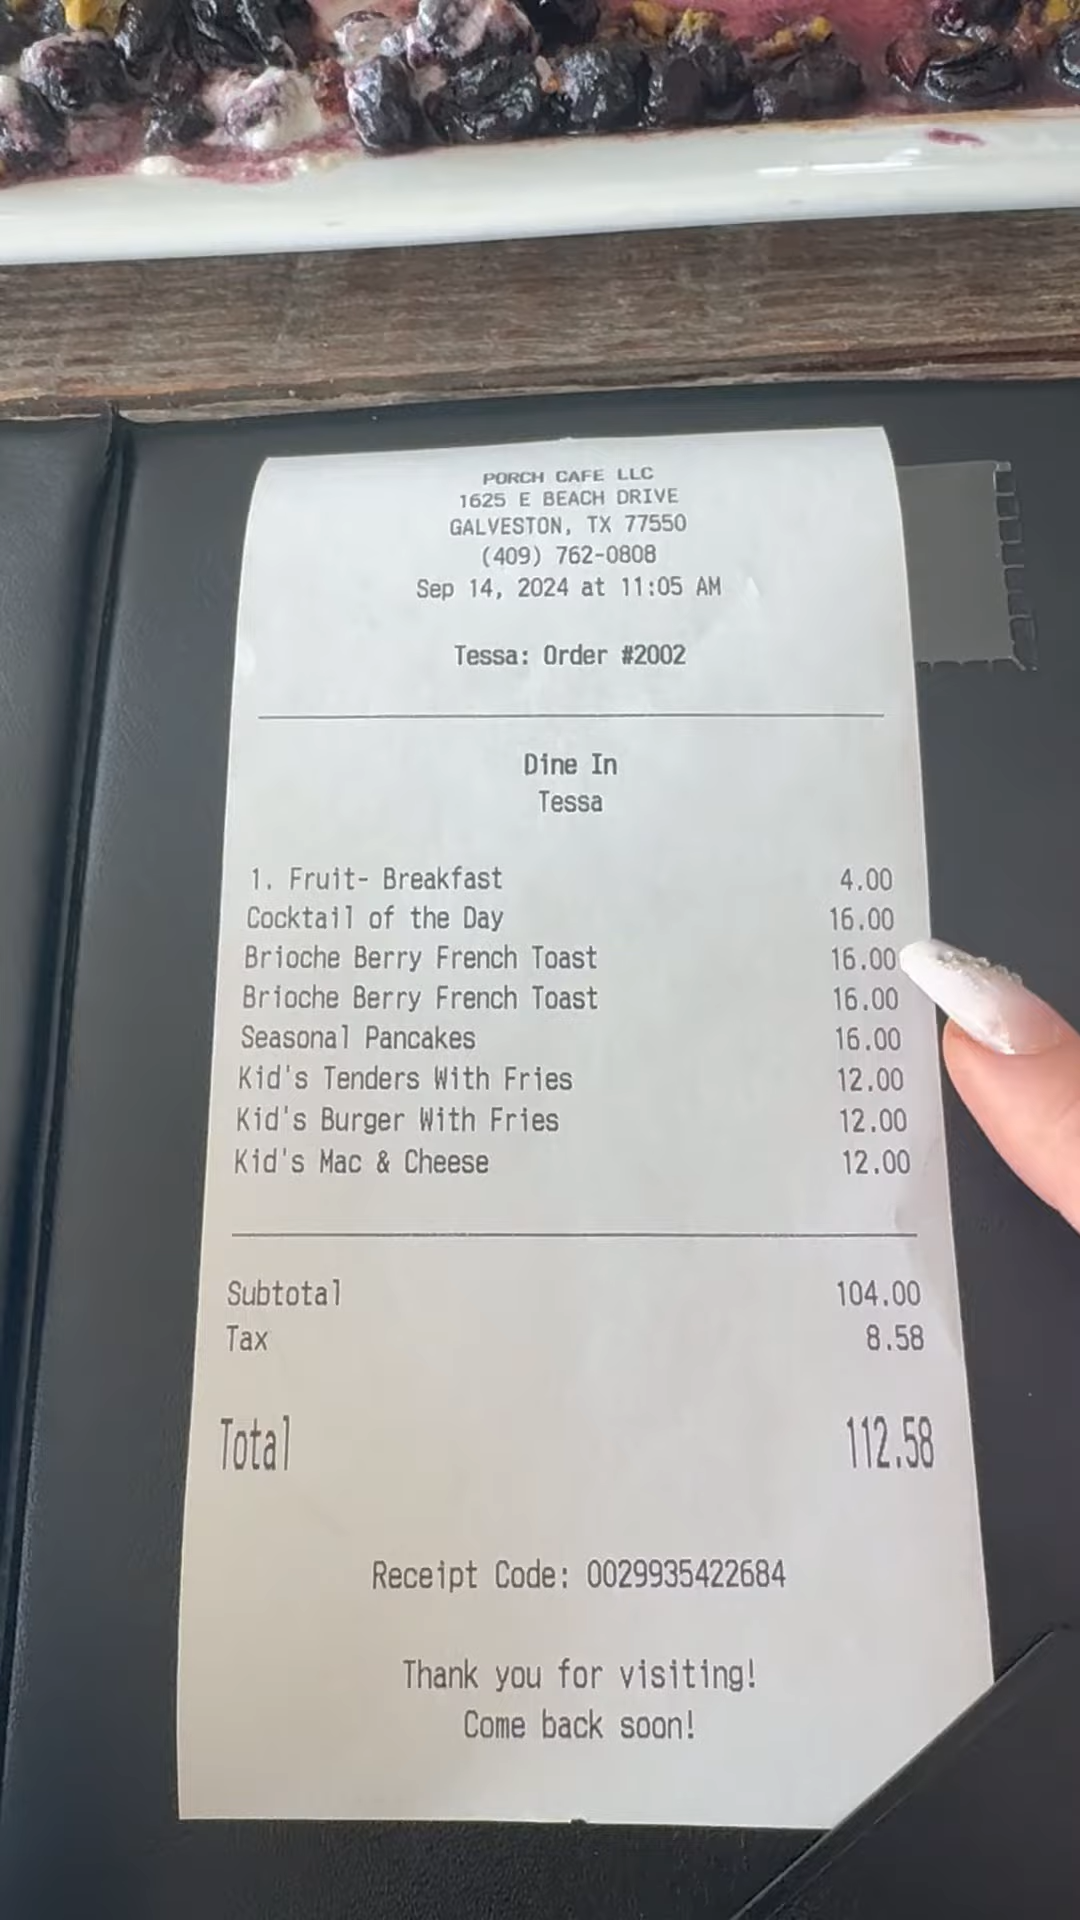 PORCH CAFE LLC
1625 E BEACH DRIVE
GALVESTON, TX 77550
(409) 762-0808
Sep 14, 2024 at 11:05 AM
Tessa: Order #2002
Dine In
Tessa
1. Fruit- Breakfast 4.00
Cocktail of the Day 16.00
Brioche Berry French Toast 16.00
Brioche Berry French Toast 16.00
Seasonal Pancakes 16.00
Kid's Tenders With Fries 12.00
Kid's Burger With Fries 12.00
Kid's Mac & Cheese 12.00
Subtotal 104.00
Tax 8.58
Total 112.58
Receipt Code: 0029935422684
Thank you for visiting!
Come back soon!